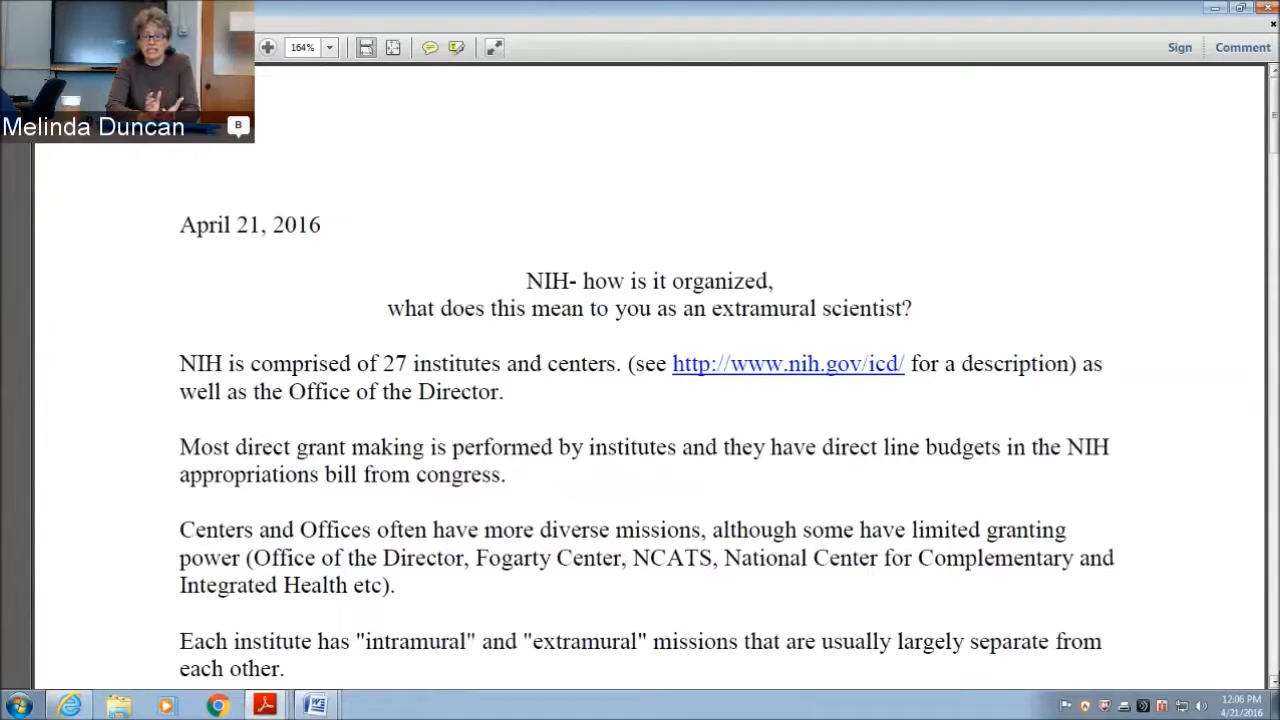 164%
Sign
Comment
Melinda Duncan
B
April 21, 2016
NIH- how is it organized,
what does this mean to you as an extramural scientist?
NIH is comprised of 27 institutes and centers. (see http://www.nih.gov/icd/ for a description) as
well as the Office of the Director.
Most direct grant making is performed by institutes and they have direct line budgets in the NIH
appropriations bill from congress.
Centers and Offices often have more diverse missions, although some have limited granting
power (Office of the Director, Fogarty Center, NCATS, National Center for Complementary and
Integrated Health etc).
Each institute has "intramural" and "extramural" missions that are usually largely separate from
each other.
12:06 PM
4/21/2016